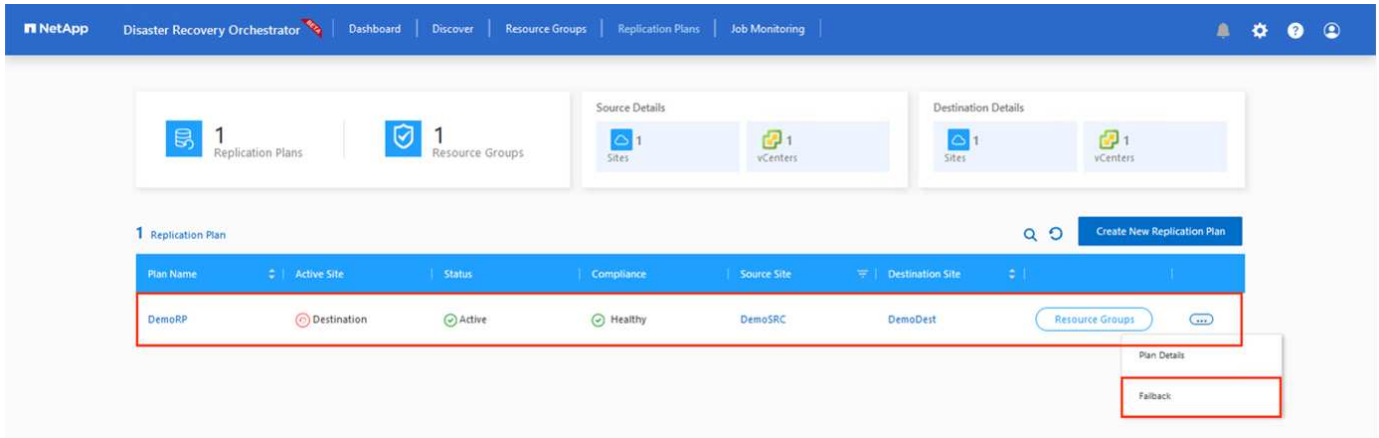 NetApp Disaster Recovery Orchestrator BETA Dashboard Discover Resource Groups Replication Plans Job Monitoring ?
Source Details Destination Details
1 Replication Plans
1 Resource Groups
1 Sites
1 vCenters
1 Sites
1 vCenters
1 Replication Plan Create New Replication Plan
Plan Name Active Site Status Compliance Source Site Destination Site
DemoRP Destination Active Healthy DemoSRC DemoDest Resource Groups ...
Plan Details
Failback